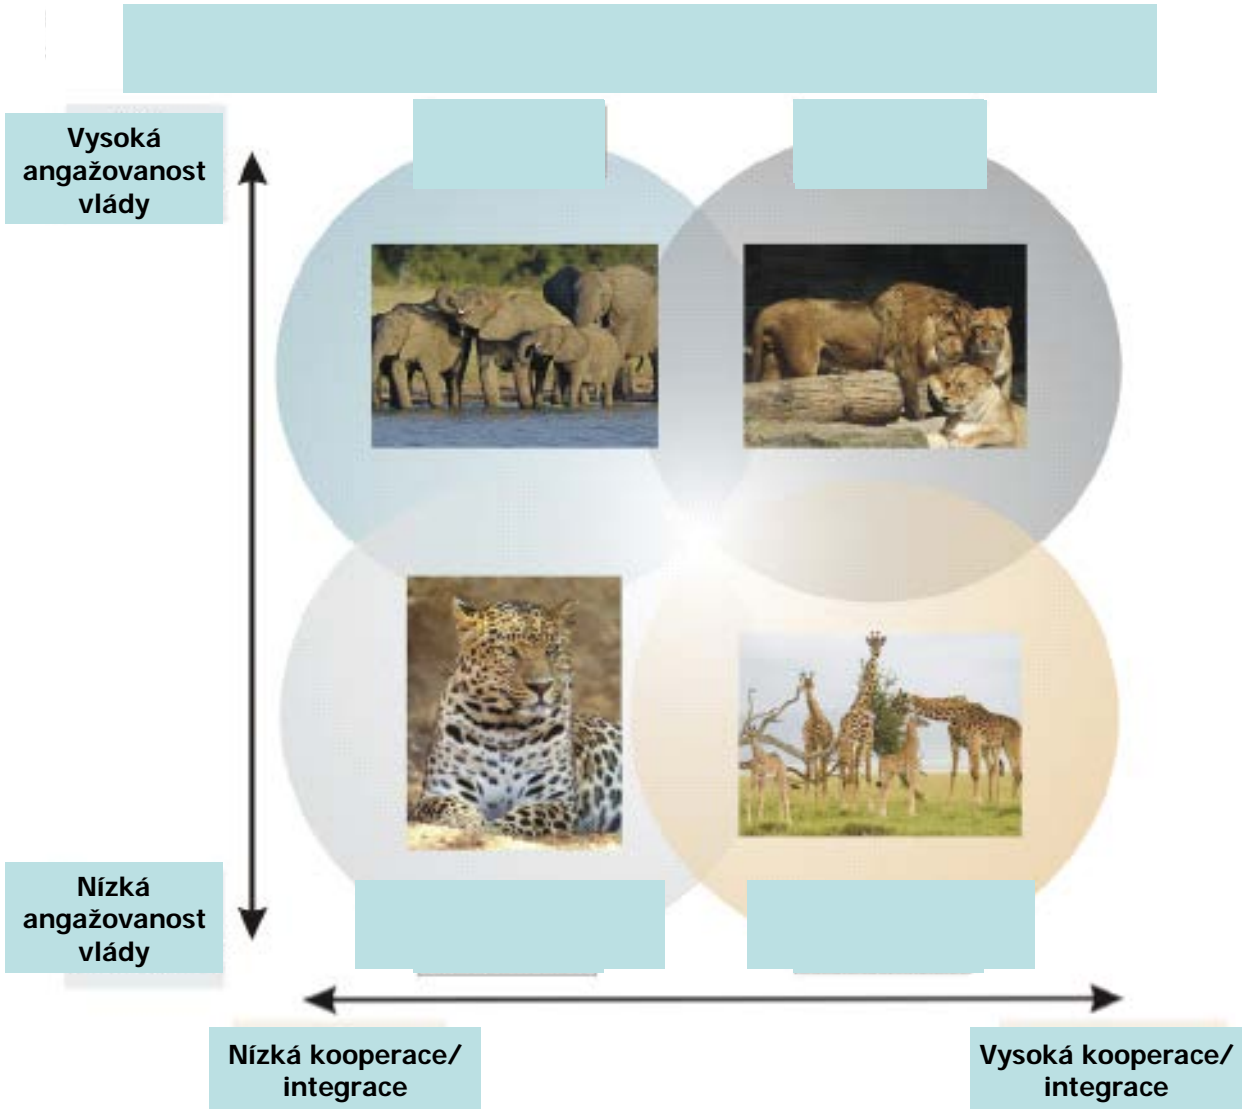 Vysoká
angažovanost
vlády
Nízká
angažovanost
vlády
Nízká kooperace/
integrace
Vysoká kooperace/
integrace